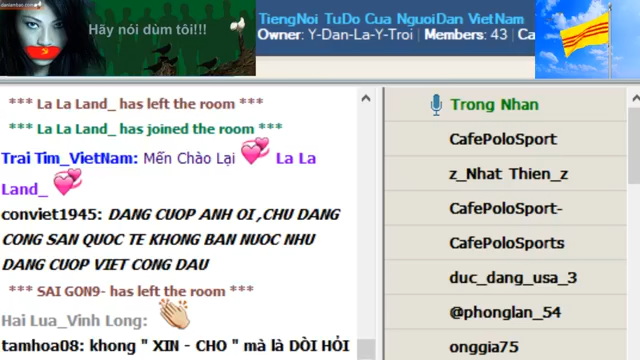 danlentao.com
Hãy nói dùm tôi!!!
TiengNoi TuDo Cua NguoiDan VietNam
Owner: Y-Dan-La-Y-Troi | Members: 43 | Ca
*** La La Land_ has left the room ***
*** La La Land_ has joined the room ***
Trai Tim_VietNam: Mến Chào Lại La La
Land_
conviet1945: DANG CUOP ANH OI ,CHU DANG
CONG SAN QUOC TE KHONG BAN NUOC NHU
DANG CUOP VIET CONG DAU
*** SAI GON9- has left the room ***
Hai Lua_Vinh Long:
tamhoa08: khong " XIN - CHO " mà là DÒI HỎI
Trong Nhan
CafePoloSport
z_Nhat Thien_z
CafePoloSport-
CafePoloSports
duc_dang_usa_3
@phonglan_54
onggia75